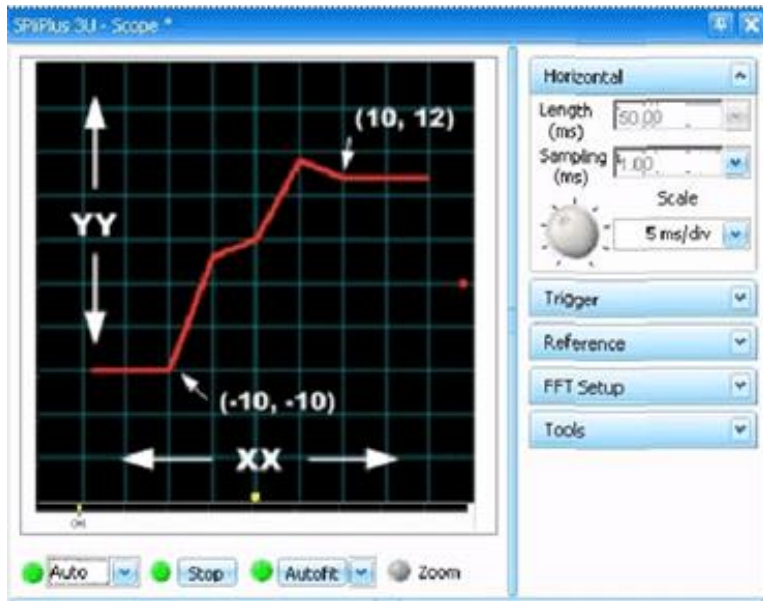 SPiiPlus 3U - Scope *
(10, 12)
YY
(-10, -10)
XX
CH1
Horizontal
Length
(ms)
50.00
Sampling
(ms)
1.00
Scale
5 ms/div
Trigger
Reference
FFT Setup
Tools
Auto
Stop
Autofit
Zoom